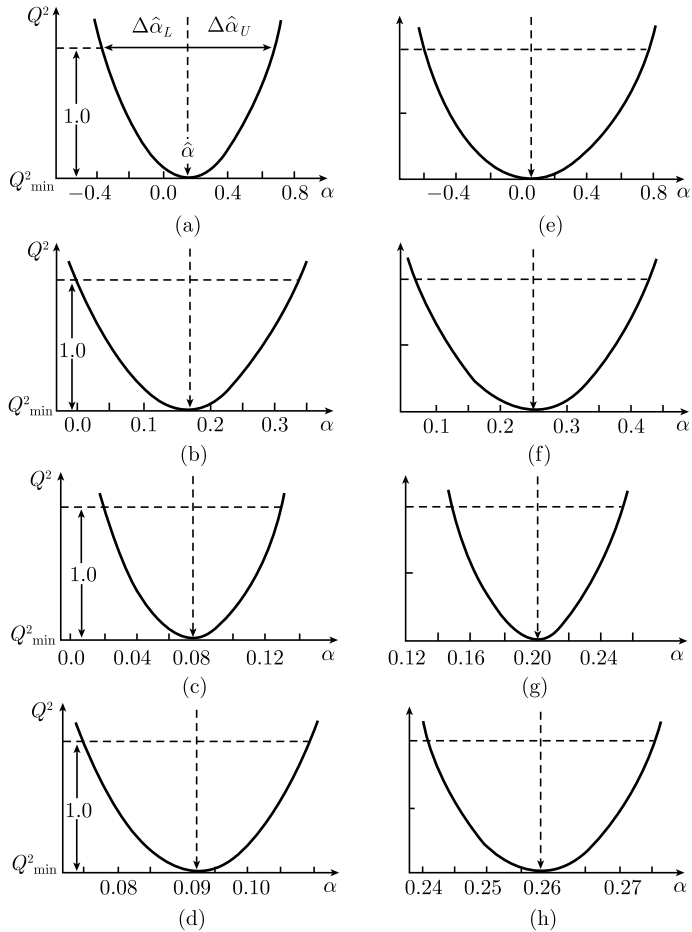 Q²
Δα̂_L Δα̂_U
1.0
α̂
Q²min
−0.4 0.0 0.4 0.8 α
(a)
−0.4 0.0 0.4 0.8 α
(e)
Q²
1.0
Q²min
0.0 0.1 0.2 0.3 α
(b)
0.1 0.2 0.3 0.4 α
(f)
Q²
1.0
Q²min
0.0 0.04 0.08 0.12 α
(c)
0.12 0.16 0.20 0.24 α
(g)
Q²
1.0
Q²min
0.08 0.09 0.10 α
(d)
0.24 0.25 0.26 0.27 α
(h)